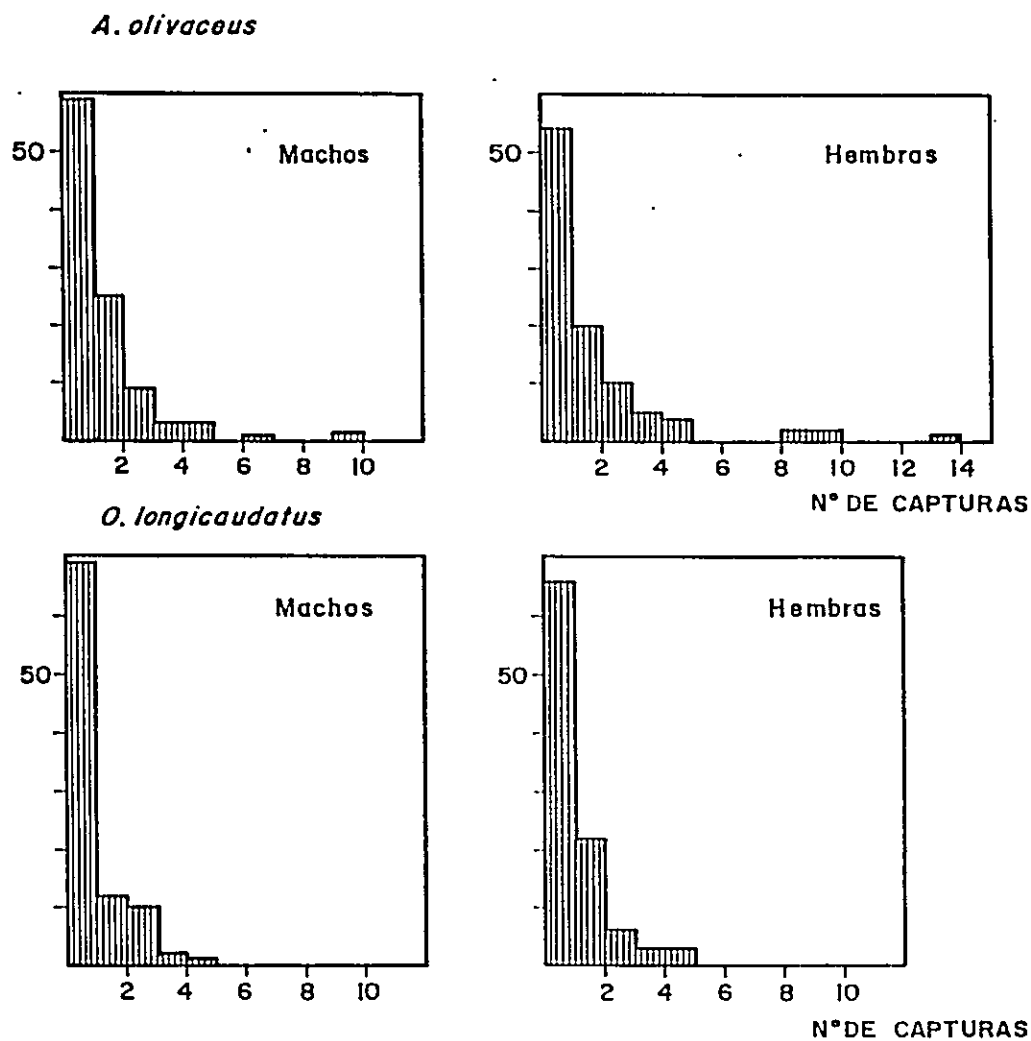 A. olivaceus
50
Machos
2 4 6 8 10
50
Hembras
2 4 6 8 10 12 14
N° DE CAPTURAS
O. longicaudatus
50
Machos
2 4 6 8 10
50
Hembras
2 4 6 8 10
N° DE CAPTURAS